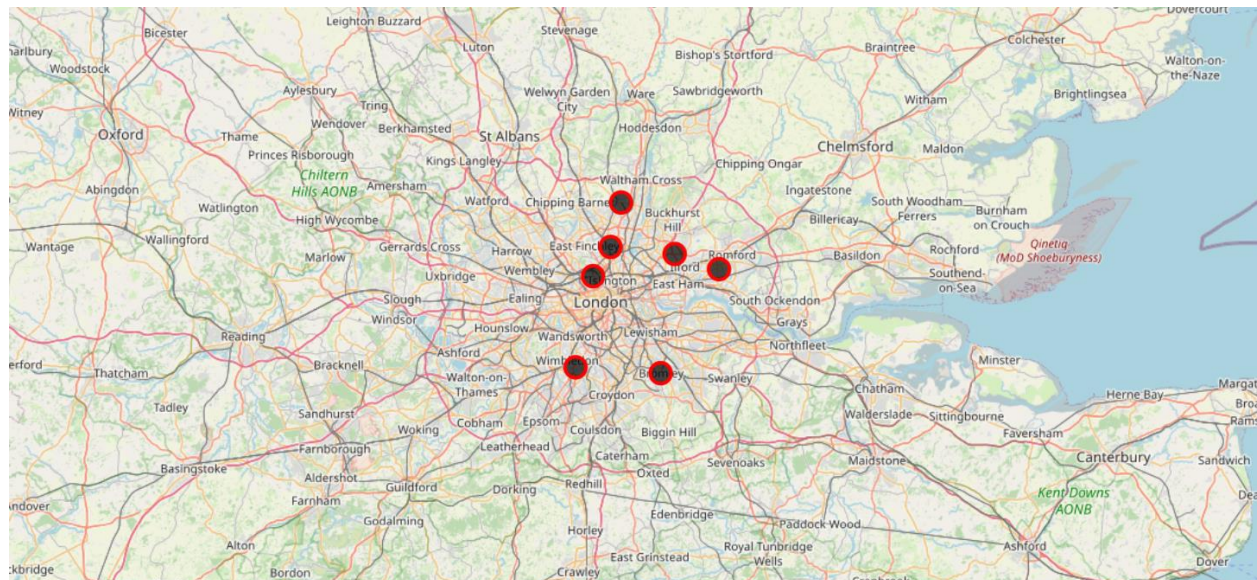 Dovercourt
Leighton Buzzard
Stevenage
Bicester
Luton
Bishop's Stortford
Braintree
Colchester
Woodstock
Walton-on-
the-Naze
Aylesbury
Tring
Welwyn Garden
City
Ware
Sawbridgeworth
Witham
Brightlingsea
Witney
Oxford
Thame
Wendover
Berkhamsted
St Albans
Hoddesdon
Chelmsford
Maldon
Princes Risborough
Kings Langley
Chipping Ongar
Chiltern
Hills AONB
Amersham
Waltham Cross
Ingatestone
Abingdon
Watlington
Watford
Chipping Barnet
Buckhurst
Hill
South Woodham
Ferrers
Burnham
on Crouch
High Wycombe
Billericay
Wantage
Wallingford
Marlow
Gerrards Cross
Harrow
East Finchley
Romford
Basildon
Rochford
Qinetiq
(MoD Shoeburyness)
Uxbridge
Wembley
Ilford
Southend-
on-Sea
Slough
Ealing
Islington
East Ham
London
South Ockendon
Windsor
Hounslow
Wandsworth
Lewisham
Grays
Reading
Ashford
Northfleet
Minster
Thatcham
Bracknell
Walton-on-
Thames
Wimbledon
Bromley
Swanley
Chatham
Herne Bay
Tadley
Sandhurst
Cobham
Epsom
Croydon
Walderslade
Sittingbourne
Woking
Coulsdon
Biggin Hill
Faversham
Farnborough
Leatherhead
Caterham
Sevenoaks
Maidstone
Canterbury
Sandwich
Basingstoke
Aldershot
Guildford
Dorking
Redhill
Oxted
Farnham
Kent Downs
AONB
Godalming
Horley
Edenbridge
Paddock Wood
Alton
East Grinstead
Royal Tunbridge
Wells
Ashford
Bordon
Crawley
Dover